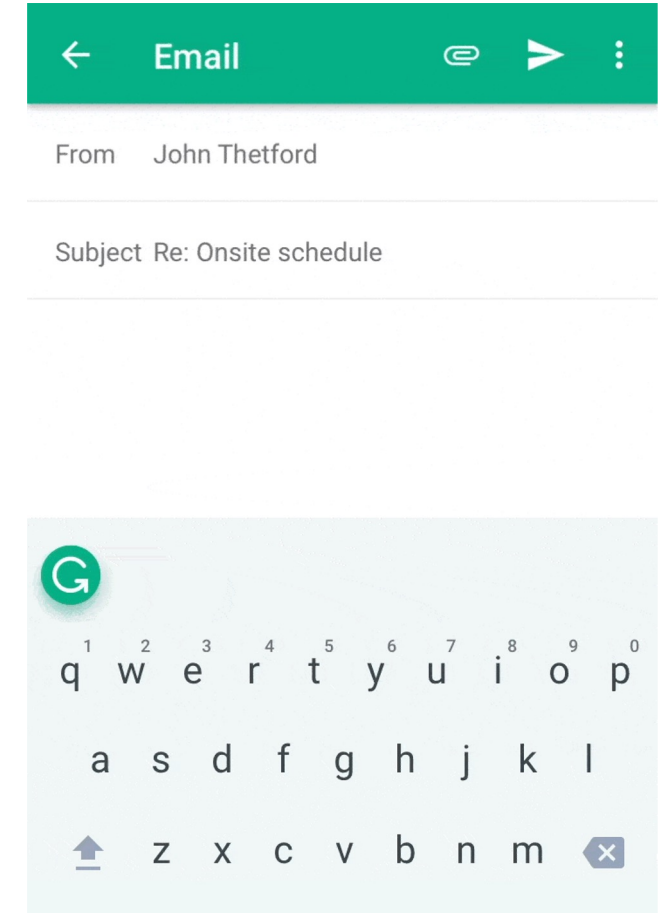 Email
From John Thetford
Subject Re: Onsite schedule
G
1 2 3 4 5 6 7 8 9 0
q w e r t y u i o p
a s d f g h j k l
z x c v b n m